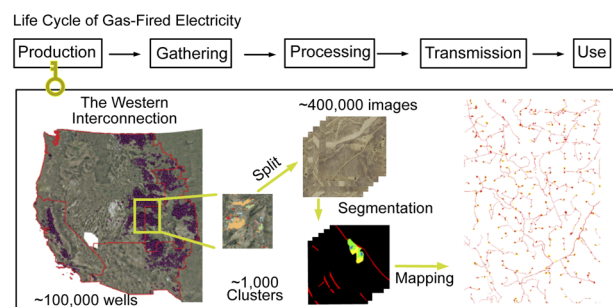 Life Cycle of Gas-Fired Electricity
Production
Gathering
Processing
Transmission
Use
The Western
Interconnection
~400,000 images
Split
Segmentation
~1,000
Clusters
Mapping
~100,000 wells